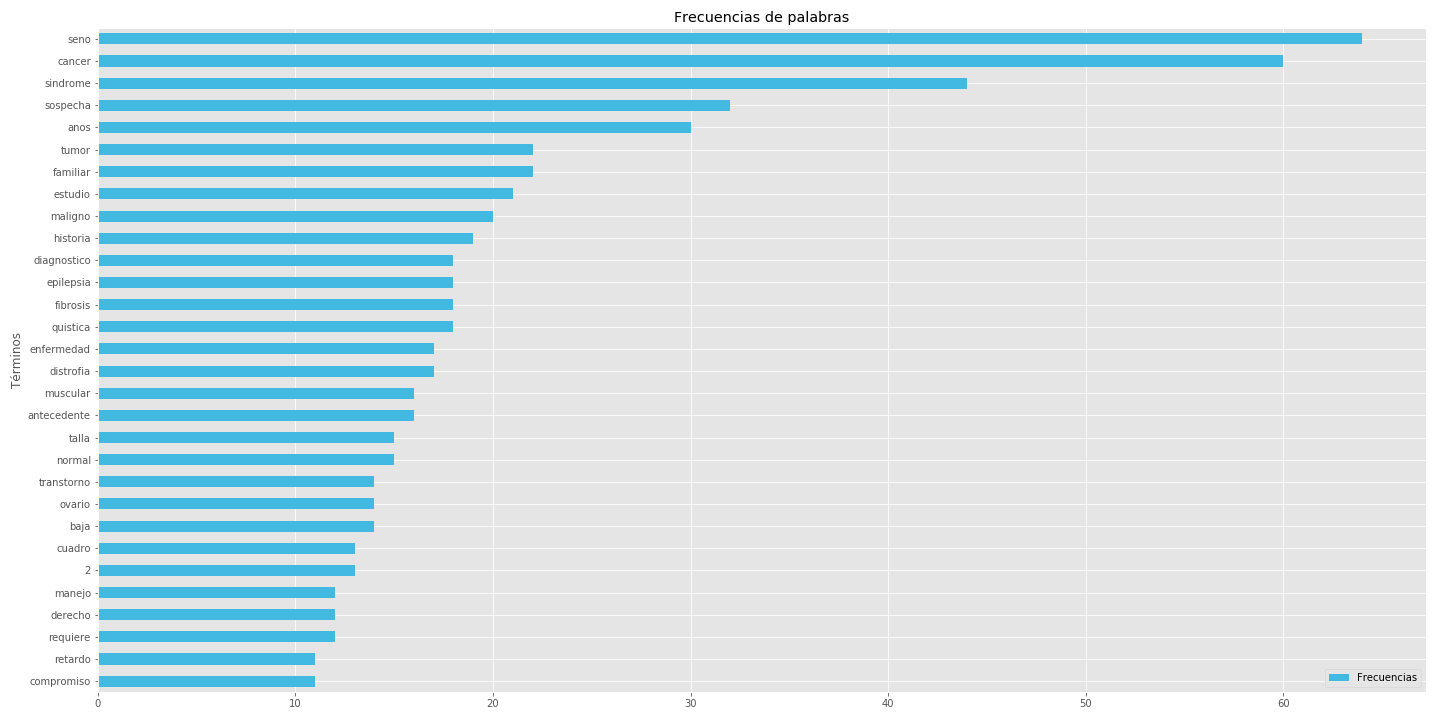 Frecuencias de palabras
seno
cancer
sindrome
sospecha
anos
tumor
familiar
estudio
maligno
historia
diagnostico
epilepsia
fibrosis
quistica
enfermedad
distrofia
muscular
antecedente
talla
normal
transtorno
ovario
baja
cuadro
2
manejo
derecho
requiere
retardo
compromiso
Términos
0 10 20 30 40 50 60
Frecuencias